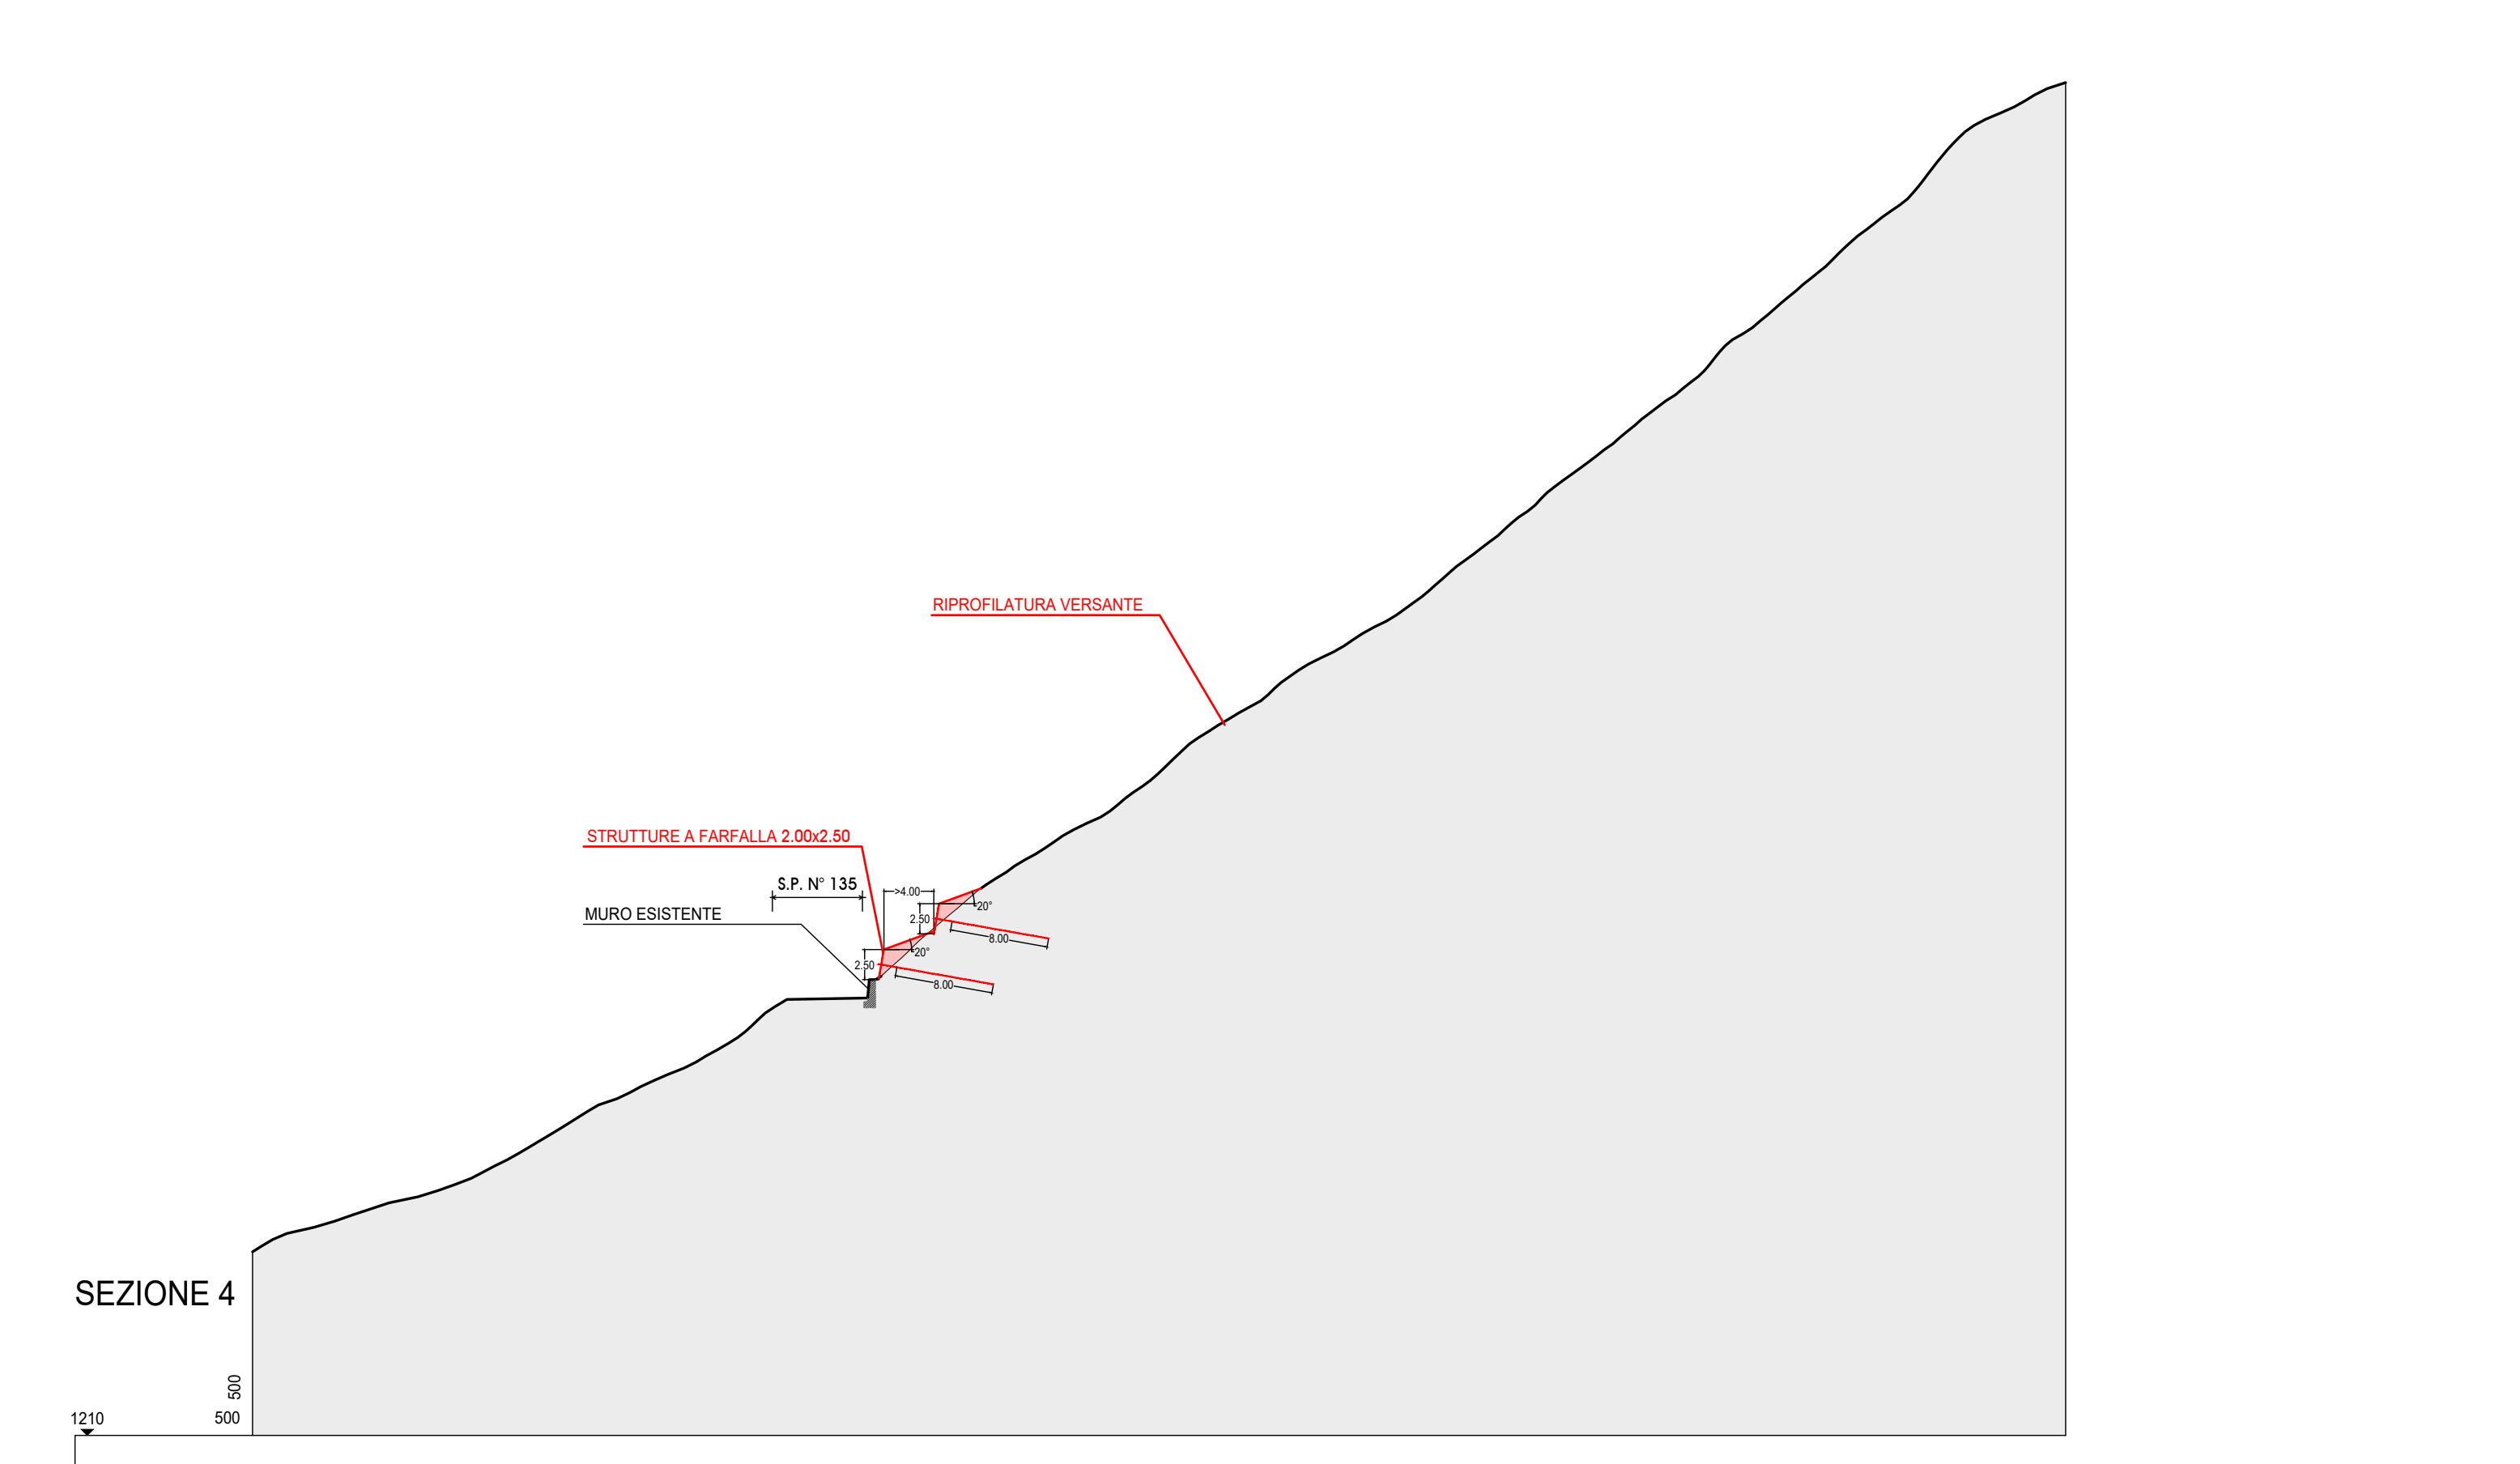 RIPROFILATURA VERSANTE
STRUTTURE A FARFALLA 2.00x2.50
S.P. N° 135
>4.00
20°
MURO ESISTENTE
2.50
8.00
20°
2.50
8.00
SEZIONE 4
500
1210
500